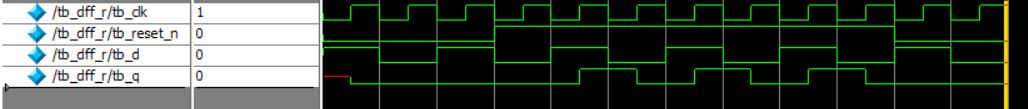 /tb_dff_r/tb_clk 1
/tb_dff_r/tb_reset_n 0
/tb_dff_r/tb_d 0
/tb_dff_r/tb_q 0